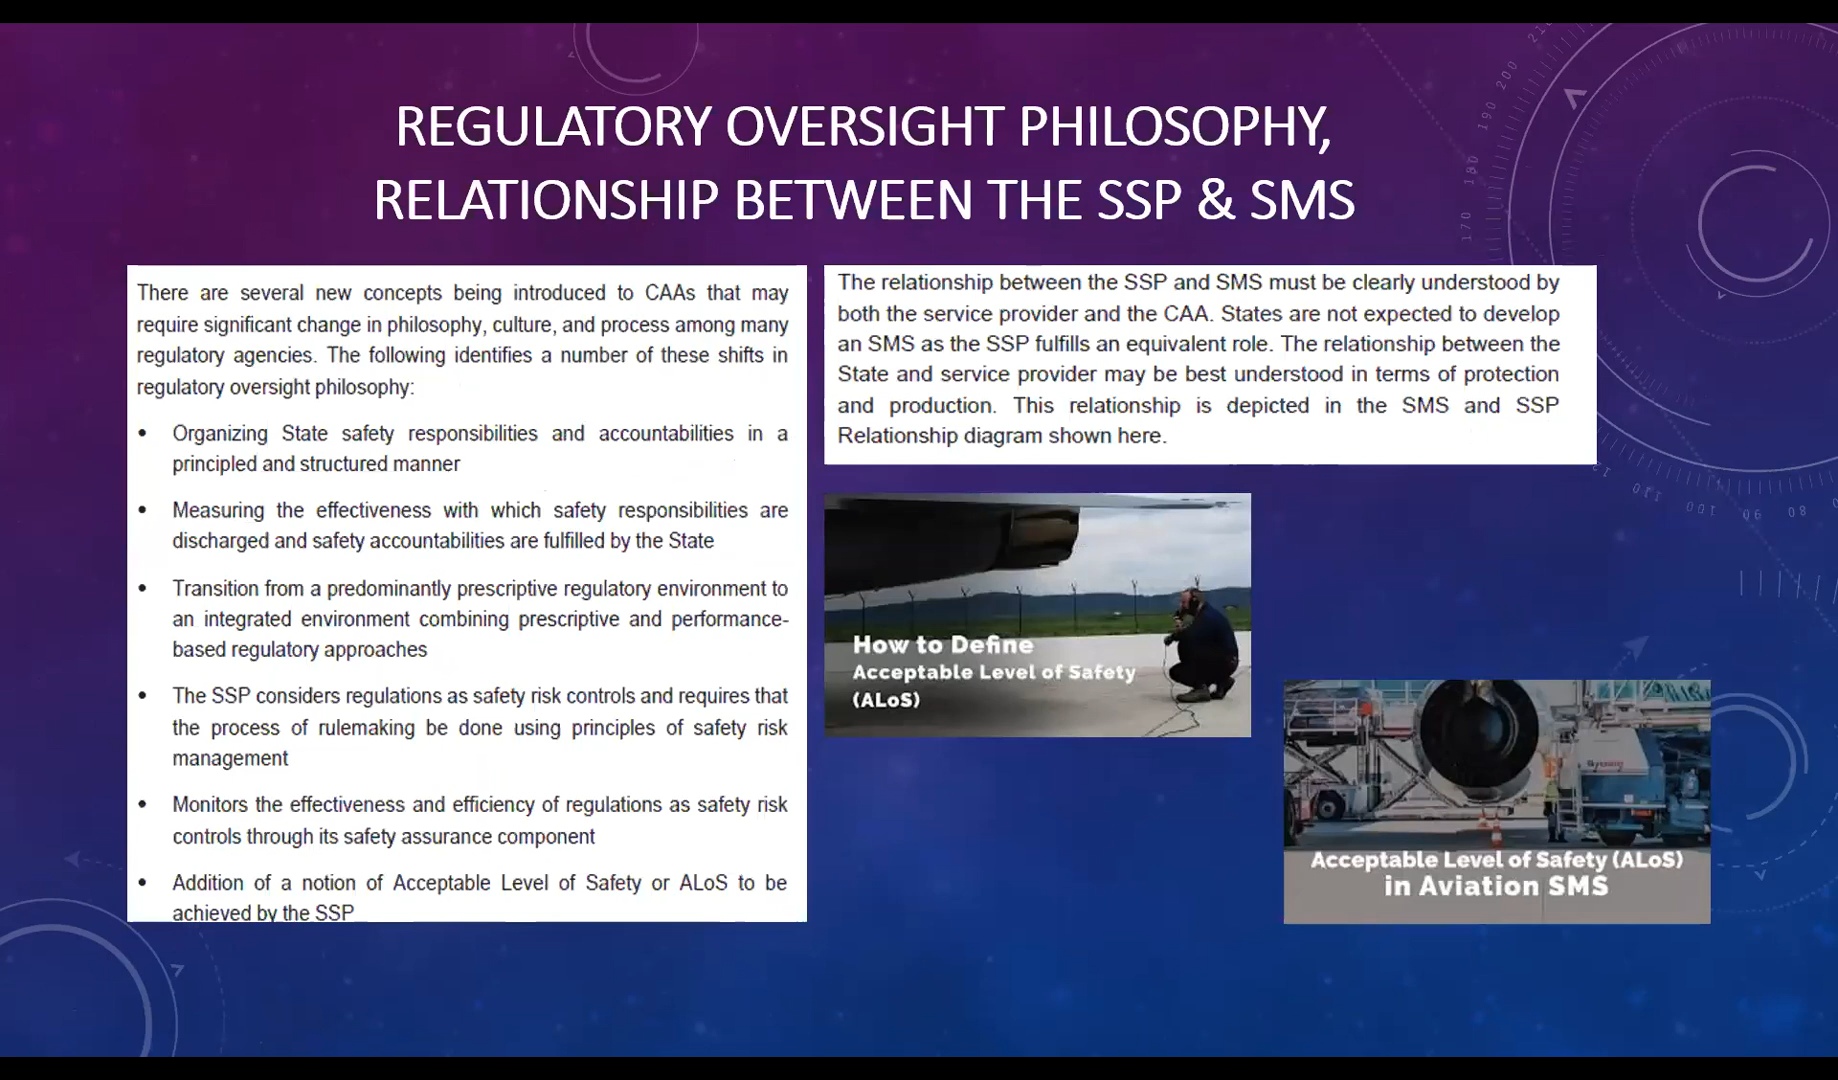 REGULATORY OVERSIGHT PHILOSOPHY,
RELATIONSHIP BETWEEN THE SSP & SMS
There are several new concepts being introduced to CAAs that may
require significant change in philosophy, culture, and process among many
regulatory agencies. The following identifies a number of these shifts in
regulatory oversight philosophy:
• Organizing State safety responsibilities and accountabilities in a
principled and structured manner
• Measuring the effectiveness with which safety responsibilities are
discharged and safety accountabilities are fulfilled by the State
• Transition from a predominantly prescriptive regulatory environment to
an integrated environment combining prescriptive and performance-
based regulatory approaches
• The SSP considers regulations as safety risk controls and requires that
the process of rulemaking be done using principles of safety risk
management
• Monitors the effectiveness and efficiency of regulations as safety risk
controls through its safety assurance component
• Addition of a notion of Acceptable Level of Safety or ALoS to be
achieved by the SSP
The relationship between the SSP and SMS must be clearly understood by
both the service provider and the CAA. States are not expected to develop
an SMS as the SSP fulfills an equivalent role. The relationship between the
State and service provider may be best understood in terms of protection
and production. This relationship is depicted in the SMS and SSP
Relationship diagram shown here.
How to Define
Acceptable Level of Safety
(ALoS)
Acceptable Level of Safety (ALoS)
in Aviation SMS
210
200
190
180
170
110
100
90
80